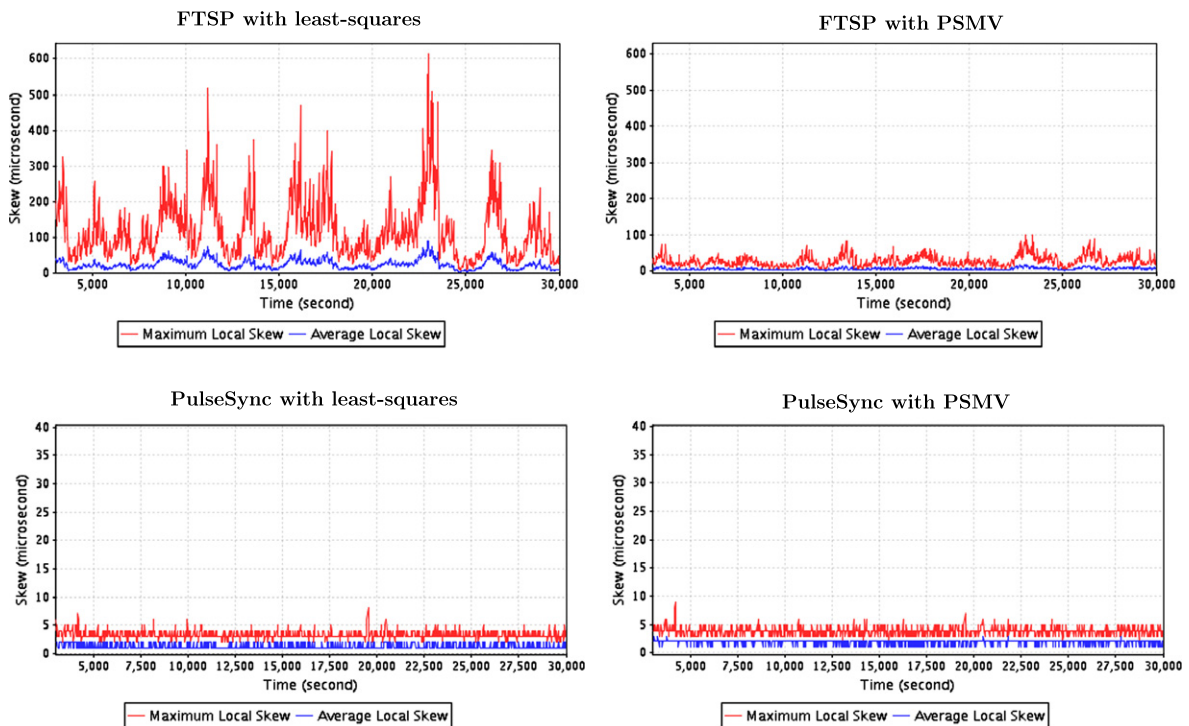 FTSP with least-squares
600
500
400
300
200
100
0
Skew (microsecond)
5,000 10,000 15,000 20,000 25,000 30,000
Time (second)
Maximum Local Skew Average Local Skew
FTSP with PSMV
600
500
400
300
200
100
0
Skew (microsecond)
5,000 10,000 15,000 20,000 25,000 30,000
Time (second)
Maximum Local Skew Average Local Skew
PulseSync with least-squares
40
35
30
25
20
15
10
5
0
Skew (microsecond)
5,000 7,500 10,000 12,500 15,000 17,500 20,000 22,500 25,000 27,500 30,000
Time (second)
Maximum Local Skew Average Local Skew
PulseSync with PSMV
40
35
30
25
20
15
10
5
0
Skew (microsecond)
5,000 7,500 10,000 12,500 15,000 17,500 20,000 22,500 25,000 27,500 30,000
Time (second)
Maximum Local Skew Average Local Skew